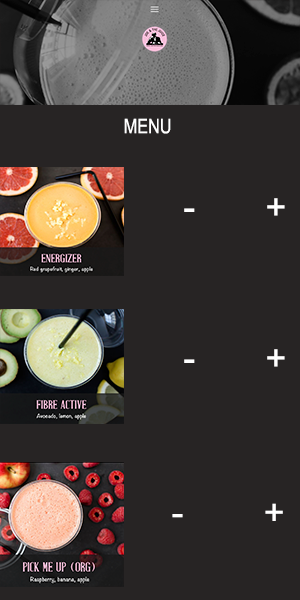 MENU
-
+
ENERGIZER
Red grapefruit, ginger, apple
-
+
FIBRE ACTIVE
Avocado, lemon, apple
-
+
PICK ME UP (ORG)
Raspberry, banana, apple